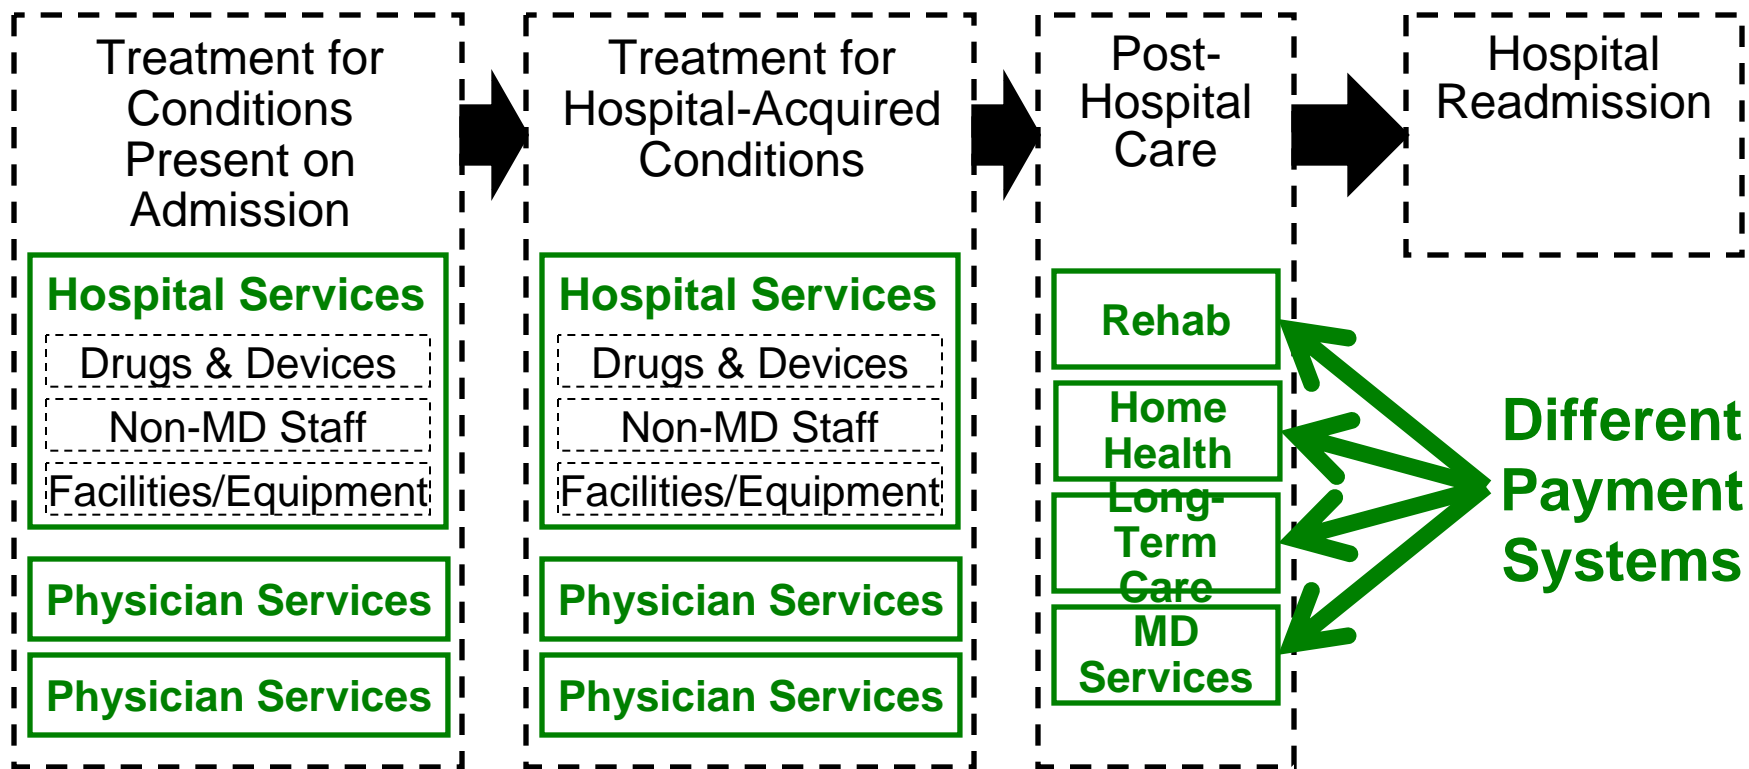 Treatment for
Conditions
Present on
Admission
Hospital Services
Drugs & Devices
Non-MD Staff
Facilities/Equipment
Physician Services
Physician Services
Treatment for
Hospital-Acquired
Conditions
Hospital Services
Drugs & Devices
Non-MD Staff
Facilities/Equipment
Physician Services
Physician Services
Post-
Hospital
Care
Rehab
Home
Health
Long-
Term
Care
MD
Services
Hospital
Readmission
Different
Payment
Systems